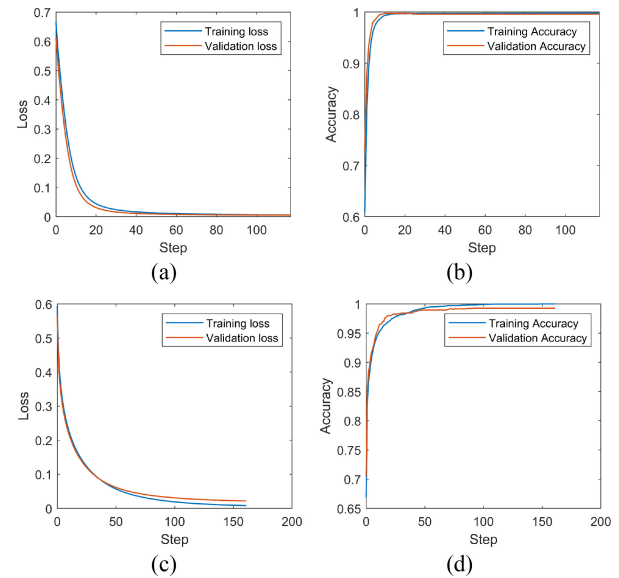 0.7
0.6
0.5
0.4
0.3
0.2
0.1
0
Loss
Training loss
Validation loss
0 20 40 60 80 100
Step
(a)
1
0.9
0.8
0.7
0.6
Accuracy
Training Accuracy
Validation Accuracy
0 20 40 60 80 100
Step
(b)
0.6
0.5
0.4
0.3
0.2
0.1
0
Loss
Training loss
Validation loss
0 50 100 150 200
Step
(c)
1
0.95
0.9
0.85
0.8
0.75
0.7
0.65
Accuracy
Training Accuracy
Validation Accuracy
0 50 100 150 200
Step
(d)